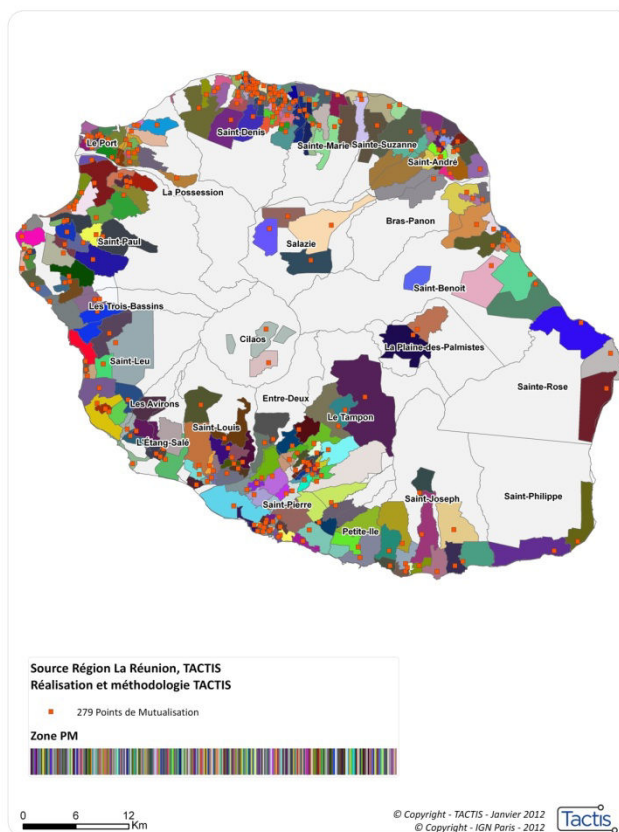 Saint-Denis
Le Port
Sainte-Marie
Sainte-Suzanne
Saint-André
La Possession
Bras-Panon
Saint-Paul
Salazie
Saint-Benoit
Les Trois-Bassins
Cilaos
La Plaine-des-Palmistes
Saint-Leu
Sainte-Rose
Entre-Deux
Les Avirons
Le Tampon
Saint-Louis
L'Étang-Salé
Saint-Joseph
Saint-Philippe
Saint-Pierre
Petite-Ile
Source Région La Réunion, TACTIS
Réalisation et méthodologie TACTIS
279 Points de Mutualisation
Zone PM
0 6 12
Km
© Copyright - TACTIS - Janvier 2012
© Copyright - IGN Paris - 2012
Tactis